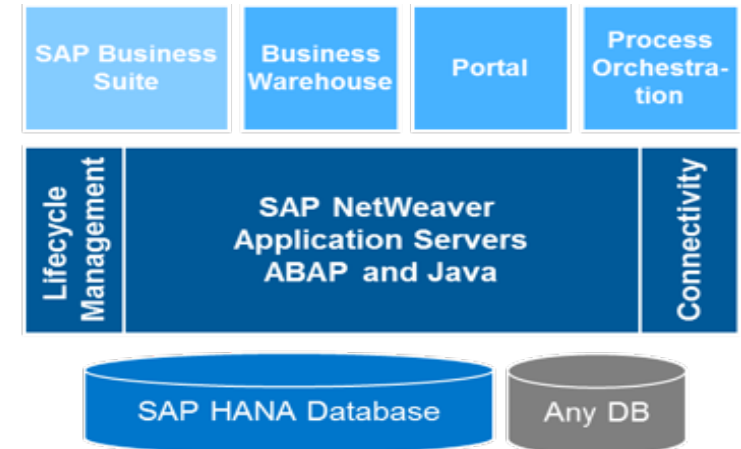 SAP Business
Suite
Business
Warehouse
Portal
Process
Orchestra-
tion
Lifecycle
Management
SAP NetWeaver
Application Servers
ABAP and Java
Connectivity
SAP HANA Database
Any DB